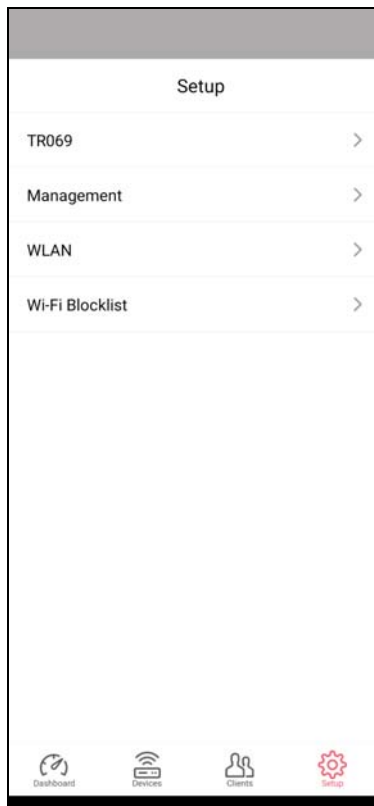 Setup
TR069
Management
WLAN
Wi-Fi Blocklist
Dashboard Devices Clients Setup